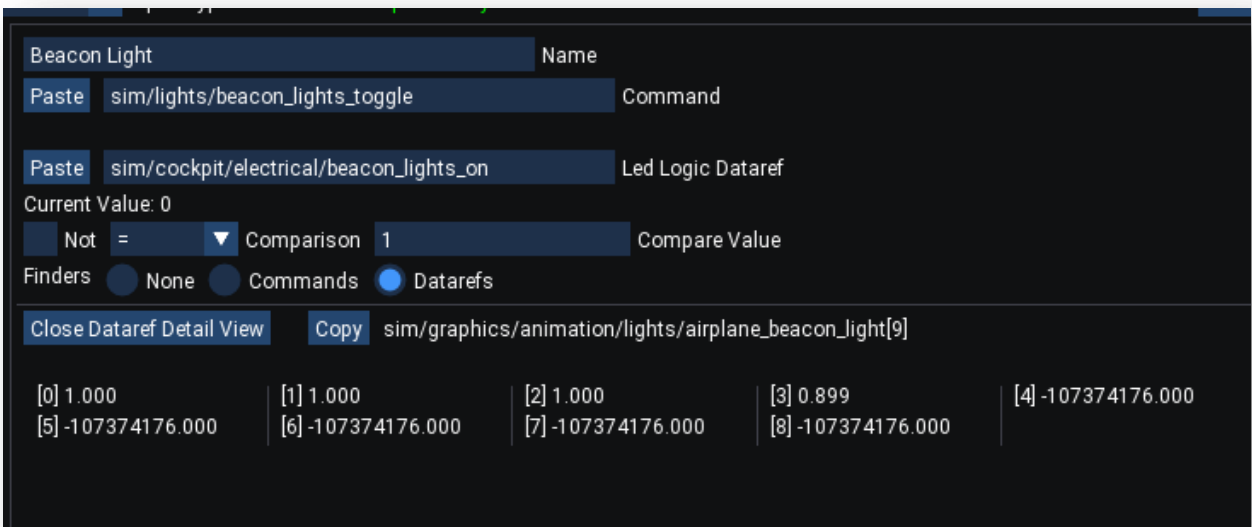 Beacon Light Name
Paste sim/lights/beacon_lights_toggle Command
Paste sim/cockpit/electrical/beacon_lights_on Led Logic Dataref
Current Value: 0
Not = Comparison 1 Compare Value
Finders None Commands Datarefs
Close Dataref Detail View Copy sim/graphics/animation/lights/airplane_beacon_light[9]
[0] 1.000 [1] 1.000 [2] 1.000 [3] 0.899 [4] -107374176.000
[5] -107374176.000 [6] -107374176.000 [7] -107374176.000 [8] -107374176.000